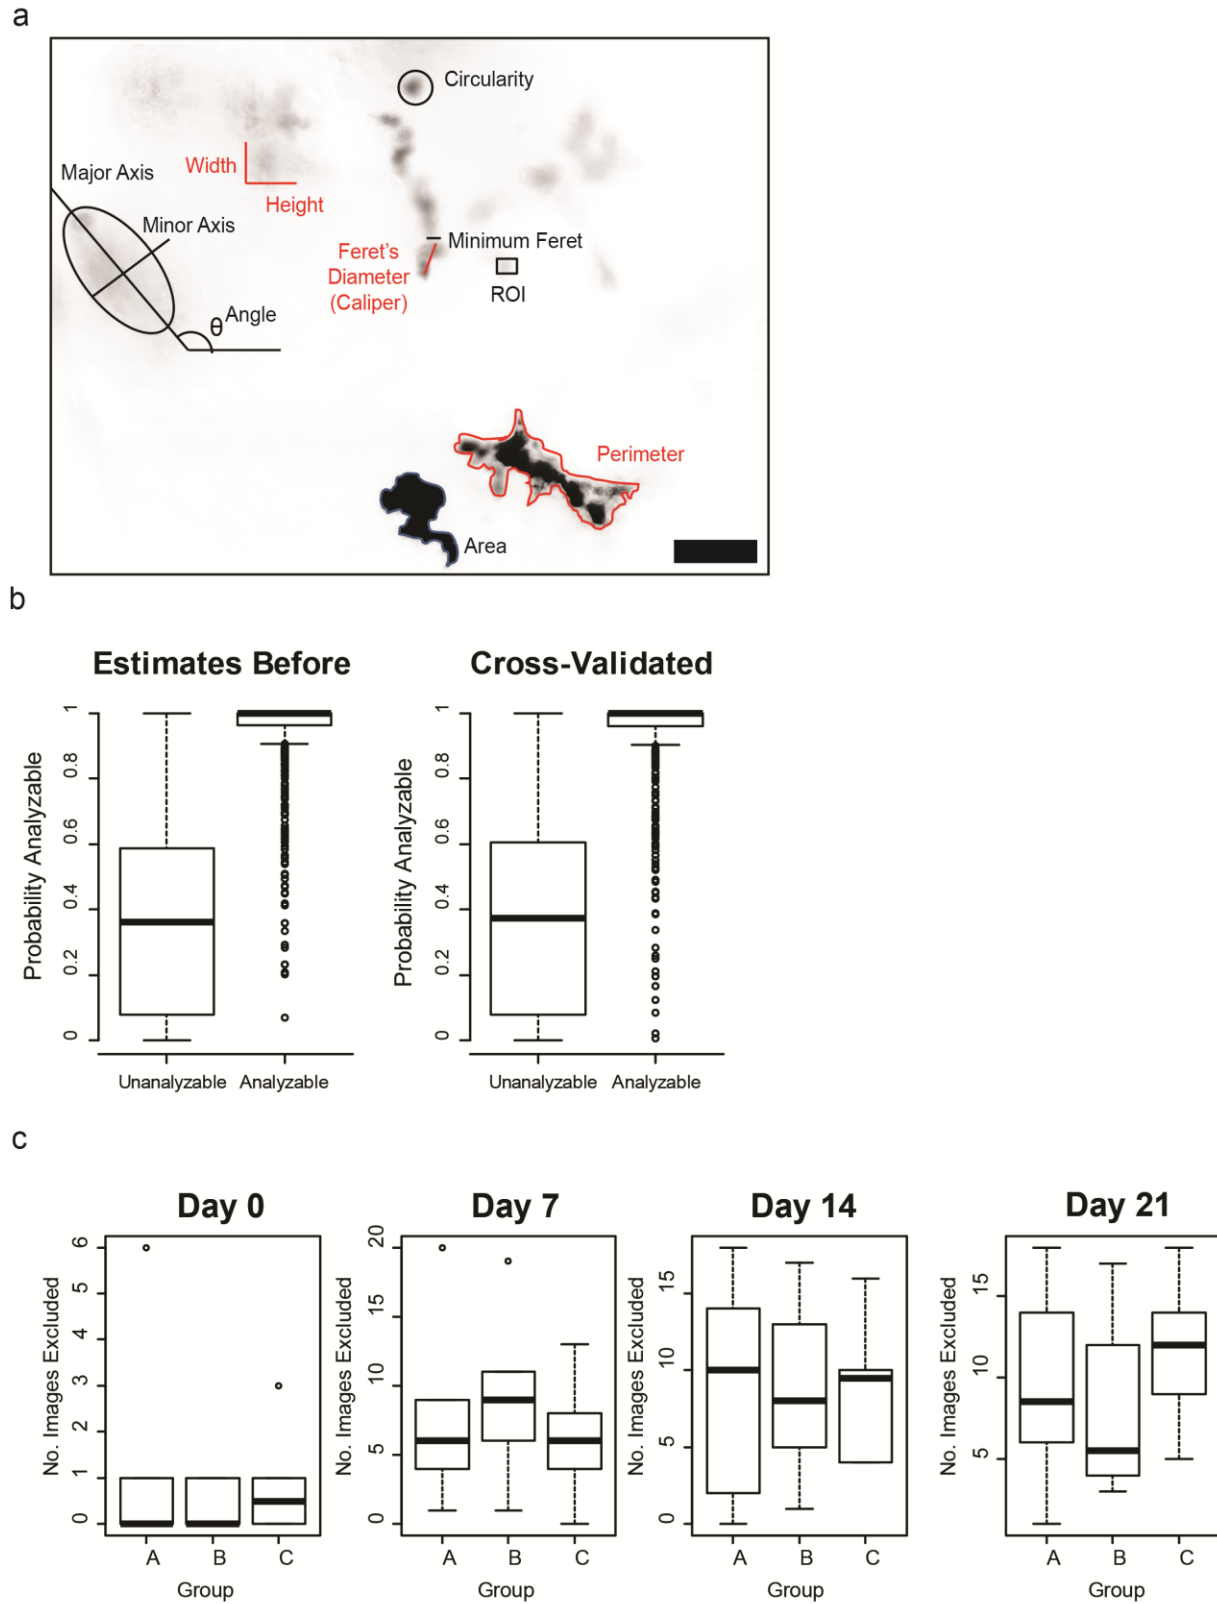 a
Circularity
Width
Major Axis
Height
Minor Axis
Minimum Feret
Feret's
Diameter
(Caliper)
ROI
Angle
θ
Perimeter
Area
b
Estimates Before
Cross-Validated
Probability Analyzable
0 0.2 0.4 0.6 0.8 1
Unanalyzable Analyzable
Probability Analyzable
0 0.2 0.4 0.6 0.8 1
Unanalyzable Analyzable
c
Day 0
No. Images Excluded
0 1 2 3 4 5 6
A B C
Group
Day 7
No. Images Excluded
0 5 10 15 20
A B C
Group
Day 14
No. Images Excluded
0 5 10 15
A B C
Group
Day 21
No. Images Excluded
5 10 15
A B C
Group